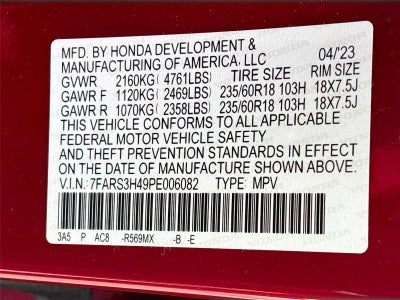 MFD. BY HONDA DEVELOPMENT &
MANUFACTURING OF AMERICA, LLC 04/'23
GVWR 2160KG (4761LBS) TIRE SIZE RIM SIZE
GAWR F 1120KG (2469LBS) 235/60R18 103H 18X7.5J
GAWR R 1070KG (2358LBS) 235/60R18 103H 18X7.5J
THIS VEHICLE CONFORMS TO ALL APPLICABLE
FEDERAL MOTOR VEHICLE SAFETY
AND THEFT PREVENTION STANDARDS IN EFFECT
ON THE DATE OF MANUFACTURE SHOWN ABOVE.
V.I.N.: 7FARS3H49PE006082 TYPE: MPV
3A5 P AC8 -R569MX -B -E